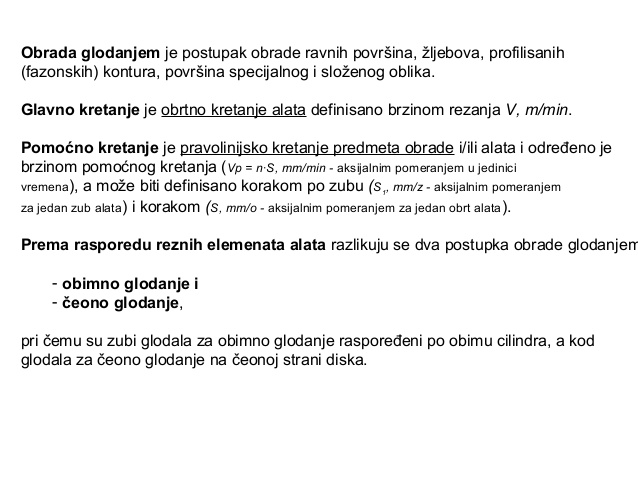 Obrada glodanjem je postupak obrade ravnih površina, žljebova, profilisanih
(fazonskih) kontura, površina specijalnog i složenog oblika.
Glavno kretanje je obrtno kretanje alata definisano brzinom rezanja V, m/min.
Pomoćno kretanje je pravolinijsko kretanje predmeta obrade i/ili alata i određeno je
brzinom pomoćnog kretanja (Vp = n·S, mm/min - aksijalnim pomeranjem u jedinici
vremena), a može biti definisano korakom po zubu (S₁, mm/z - aksijalnim pomeranjem
za jedan zub alata) i korakom (S, mm/o - aksijalnim pomeranjem za jedan obrt alata).
Prema rasporedu reznih elemenata alata razlikuju se dva postupka obrade glodanjem
- obimno glodanje i
- čeono glodanje,
pri čemu su zubi glodala za obimno glodanje raspoređeni po obimu cilindra, a kod
glodala za čeono glodanje na čeonoj strani diska.